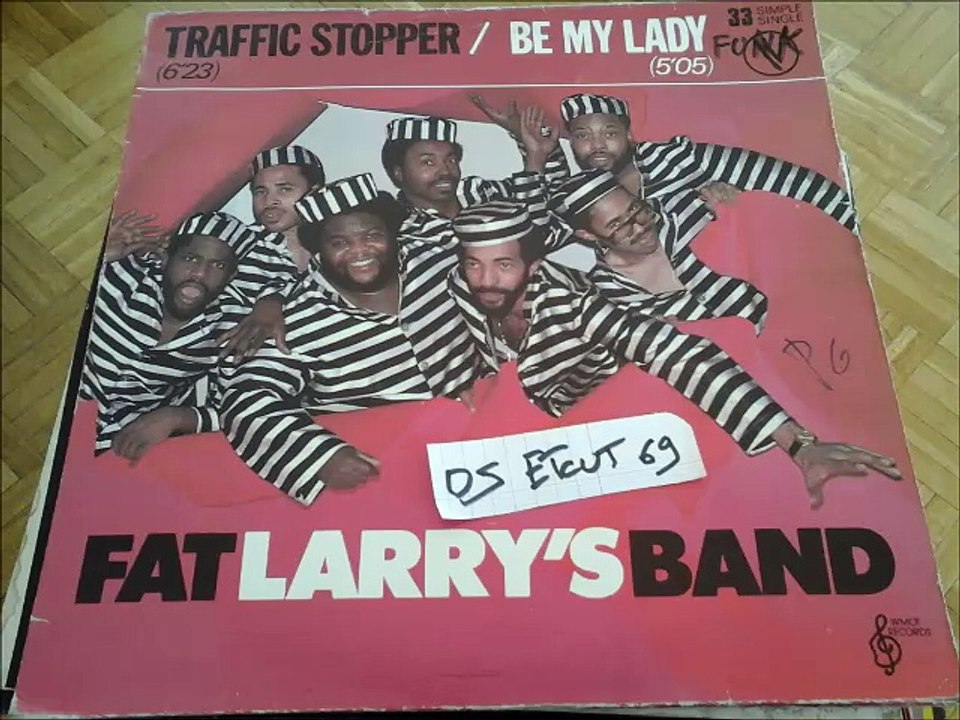 TRAFFIC STOPPER / BE MY LADY
(6'23) (5'05)
33 SIMPLE
SINGLE
FUNK
P6
DS ETCUT 69
FAT LARRY'S BAND
WMOT
RECORDS